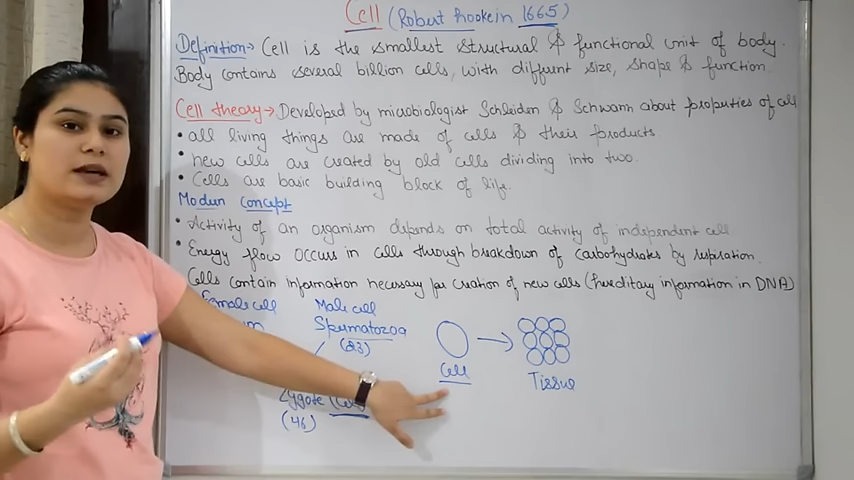 Cell (Robert Hooke in 1665)
Definition → Cell is the smallest structural & functional unit of body.
Body contains several billion cells, with different size, shape & function
Cell theory → Developed by microbiologist Schleiden & Schwann about properties of cell
• all living things are made of cells & their products
• new cells are created by old cells dividing into two.
• Cells are basic building block of life.
Modern concept
• Activity of an organism depends on total activity of independent cell
• Energy flow occurs in cells through breakdown of carbohydrates by respiration.
Cells contain information necessary for creation of new cells (hereditary information in DNA)
Female cell Male cell
Spermatozoa
(23)
Cell → Tissue
Zygote
(46)